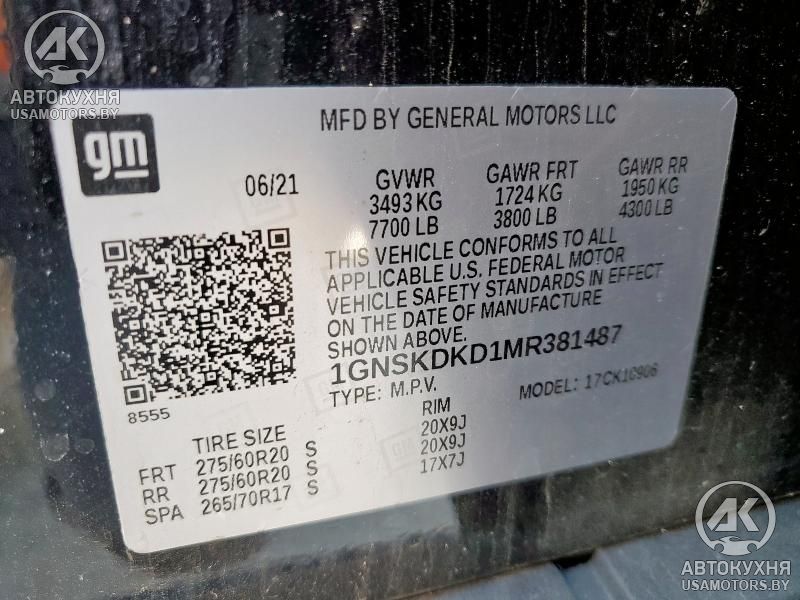 AK
АВТОКУХНЯ
USAMOTORS.BY
gm
MFD BY GENERAL MOTORS LLC
06/21
GVWR GAWR FRT GAWR RR
3493 KG 1724 KG 1950 KG
7700 LB 3800 LB 4300 LB
THIS VEHICLE CONFORMS TO ALL
APPLICABLE U.S. FEDERAL MOTOR
VEHICLE SAFETY STANDARDS IN EFFECT
ON THE DATE OF MANUFACTURE
SHOWN ABOVE.
1GNSKDKD1MR381487
TYPE: M.P.V. MODEL: 17CK10906
8555
TIRE SIZE RIM
FRT 275/60R20 S 20X9J
RR 275/60R20 S 20X9J
SPA 265/70R17 S 17X7J
GM
AK
АВТОКУХНЯ
USAMOTORS.BY